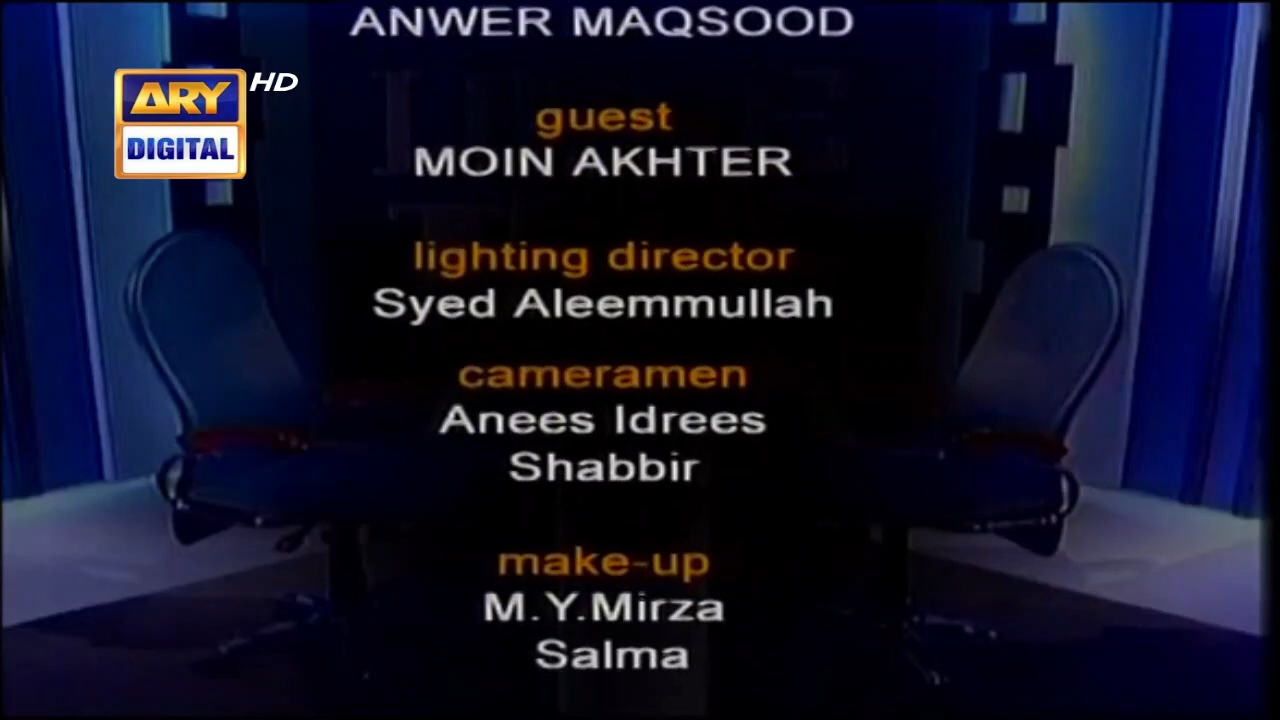 ANWER MAQSOOD
ARY HD
DIGITAL
guest
MOIN AKHTER
lighting director
Syed Aleemmullah
cameramen
Anees Idrees
Shabbir
make-up
M.Y.Mirza
Salma